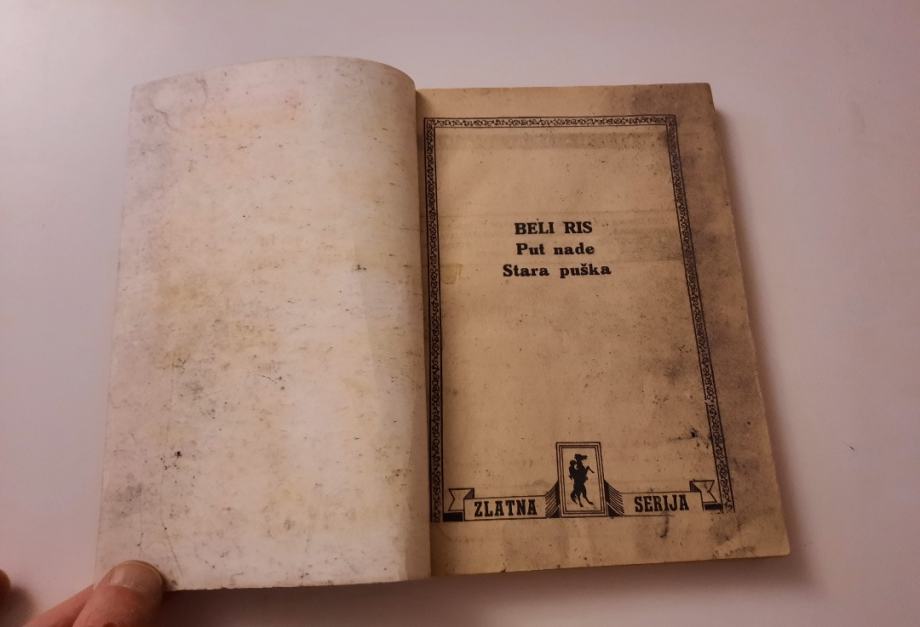 BELI RIS
Put nade
Stara puška
ZLATNA SERIJA